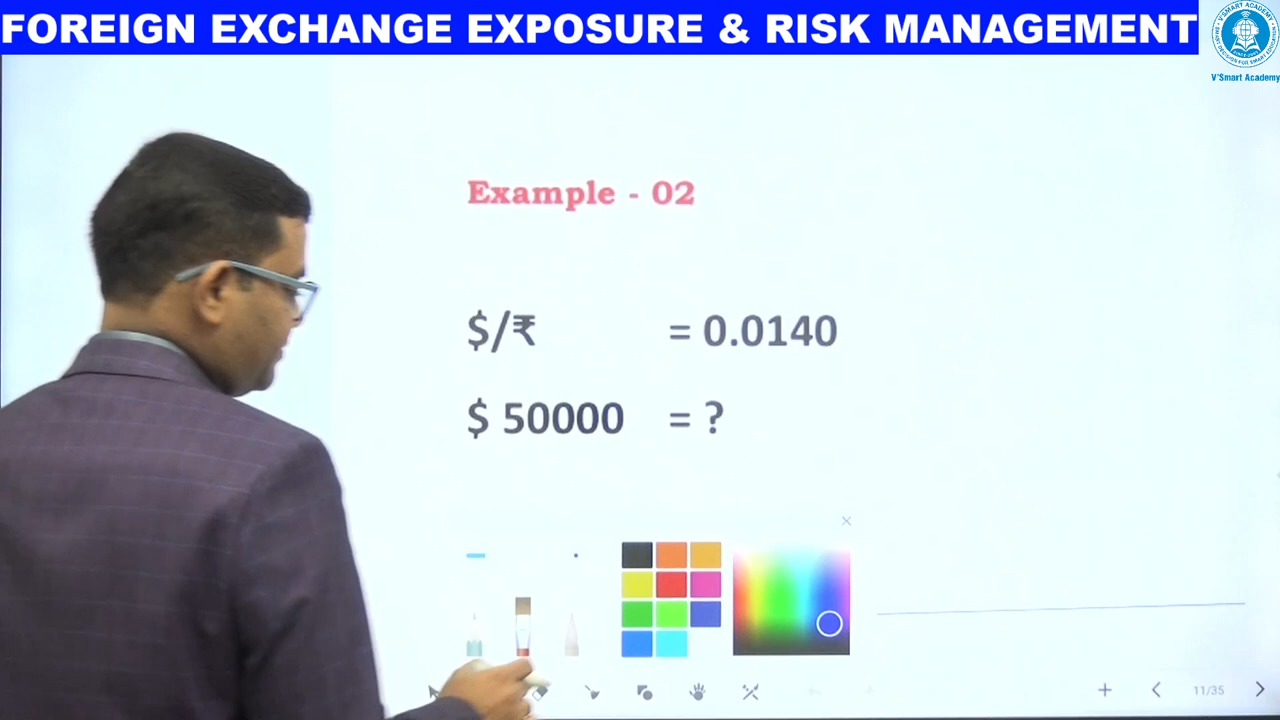 FOREIGN EXCHANGE EXPOSURE & RISK MANAGEMENT
V'Smart Academy
Example - 02
$/₹ = 0.0140
$ 50000 = ?
11/35